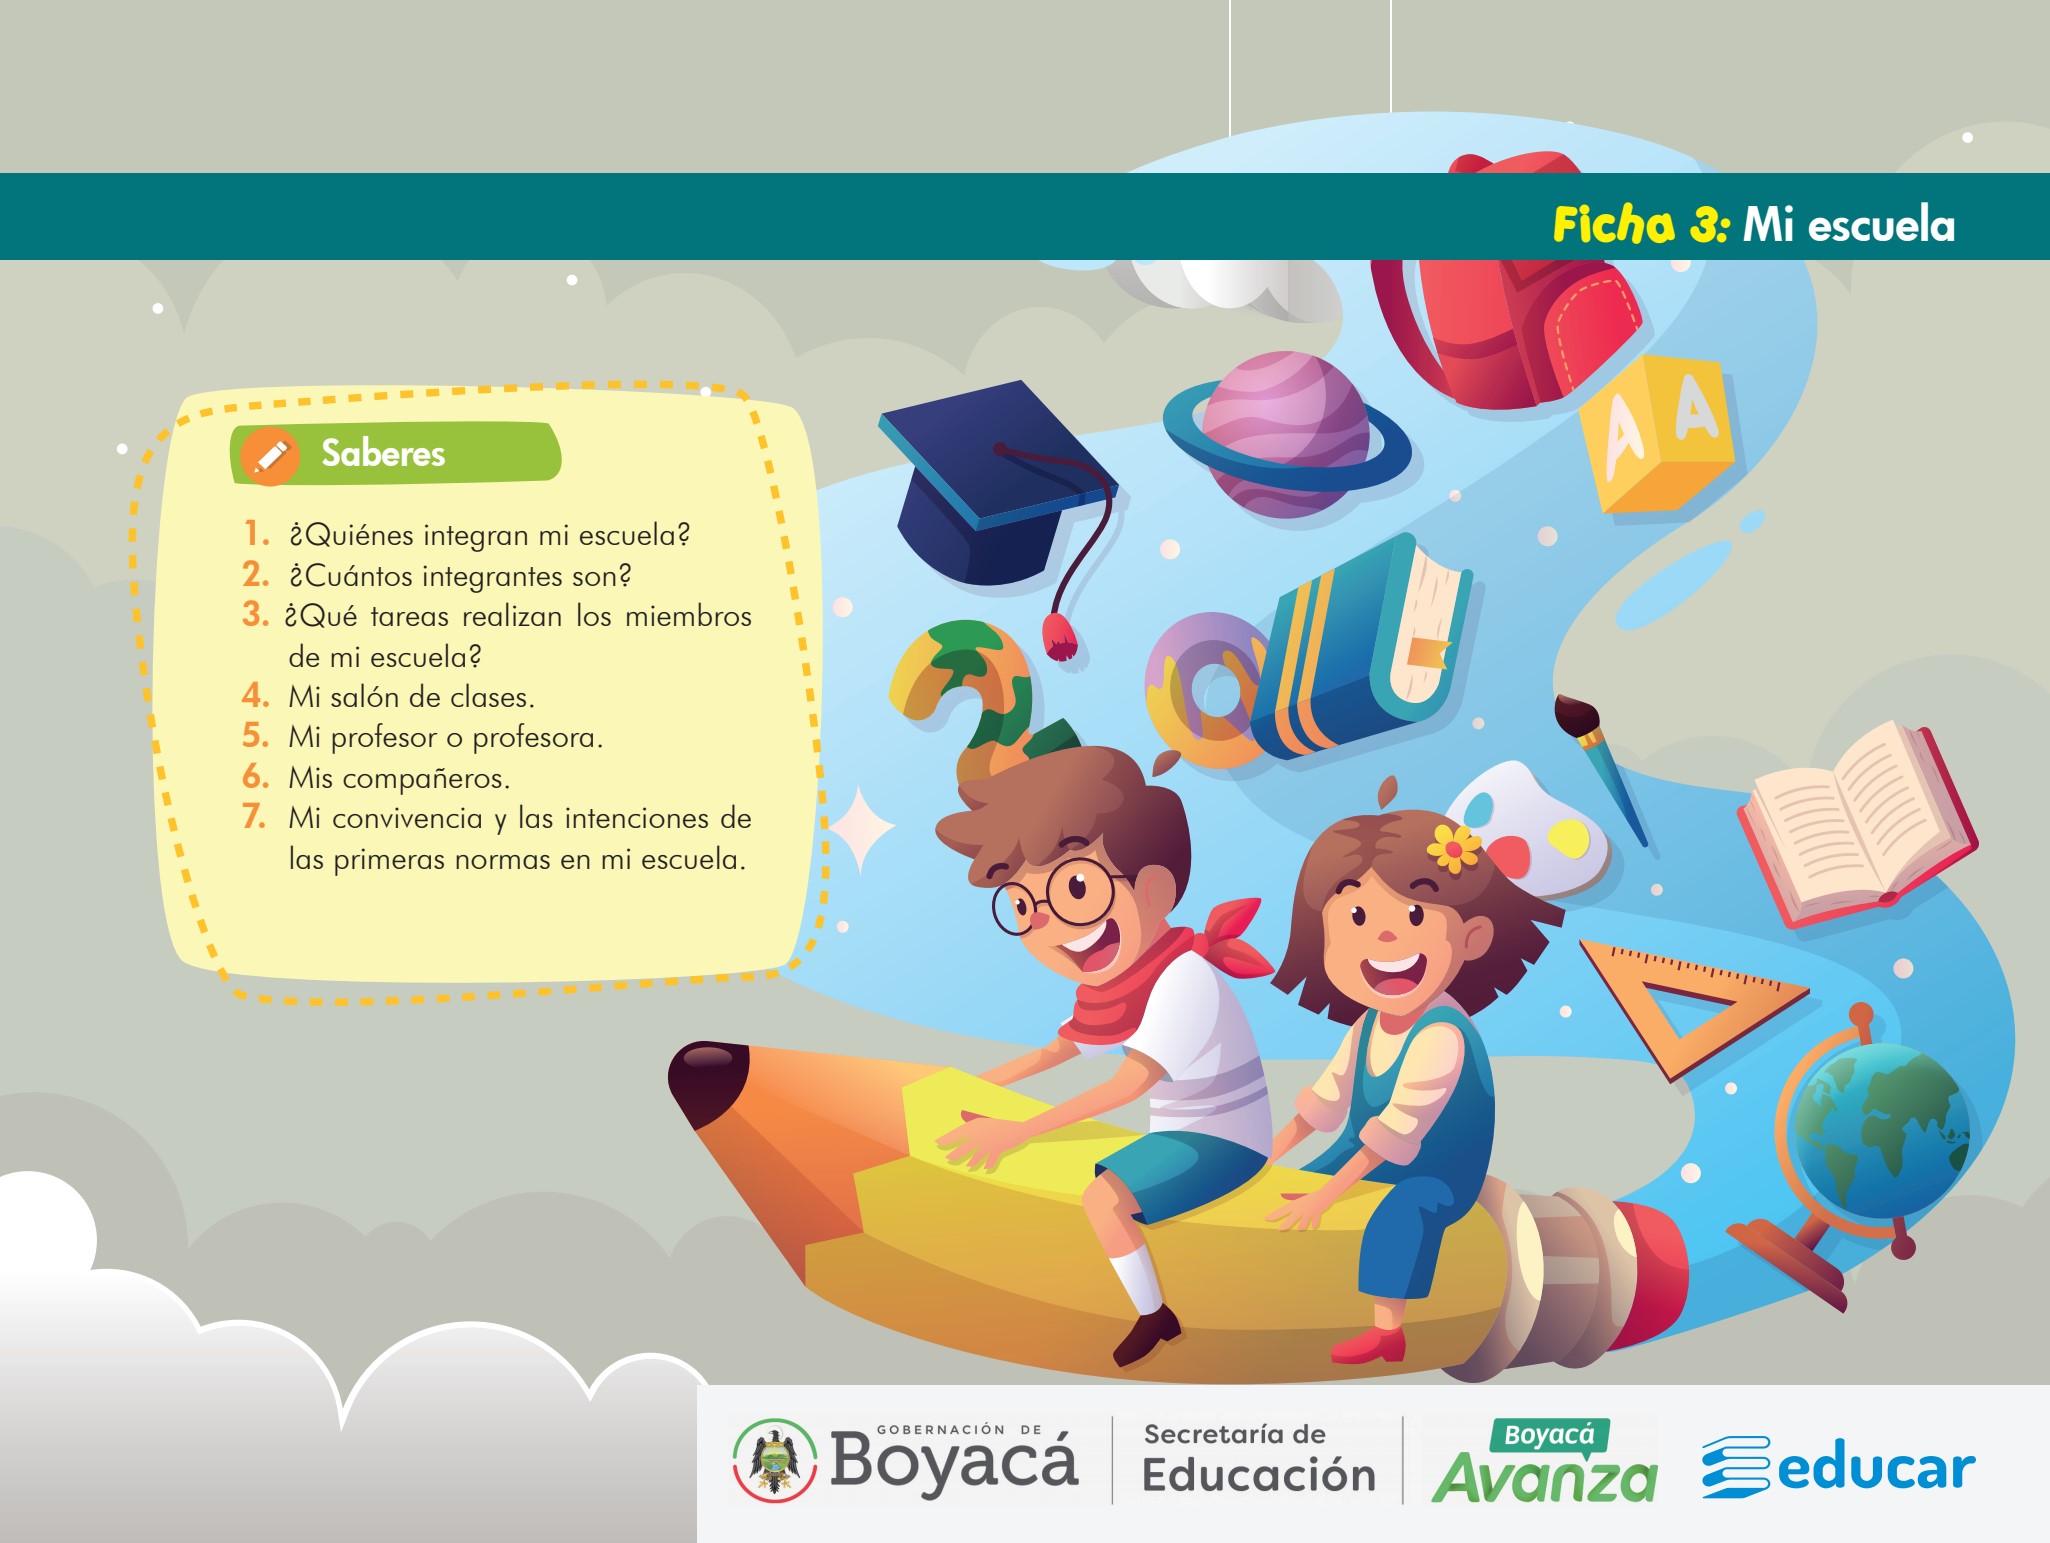 Ficha 3: Mi escuela
Saberes
1. ¿Quiénes integran mi escuela?
2. ¿Cuántos integrantes son?
3. ¿Qué tareas realizan los miembros
de mi escuela?
4. Mi salón de clases.
5. Mi profesor o profesora.
6. Mis compañeros.
7. Mi convivencia y las intenciones de
las primeras normas en mi escuela.
A A
GOBERNACIÓN DE
Boyacá
Secretaría de
Educación
Boyacá
Avanza
educar